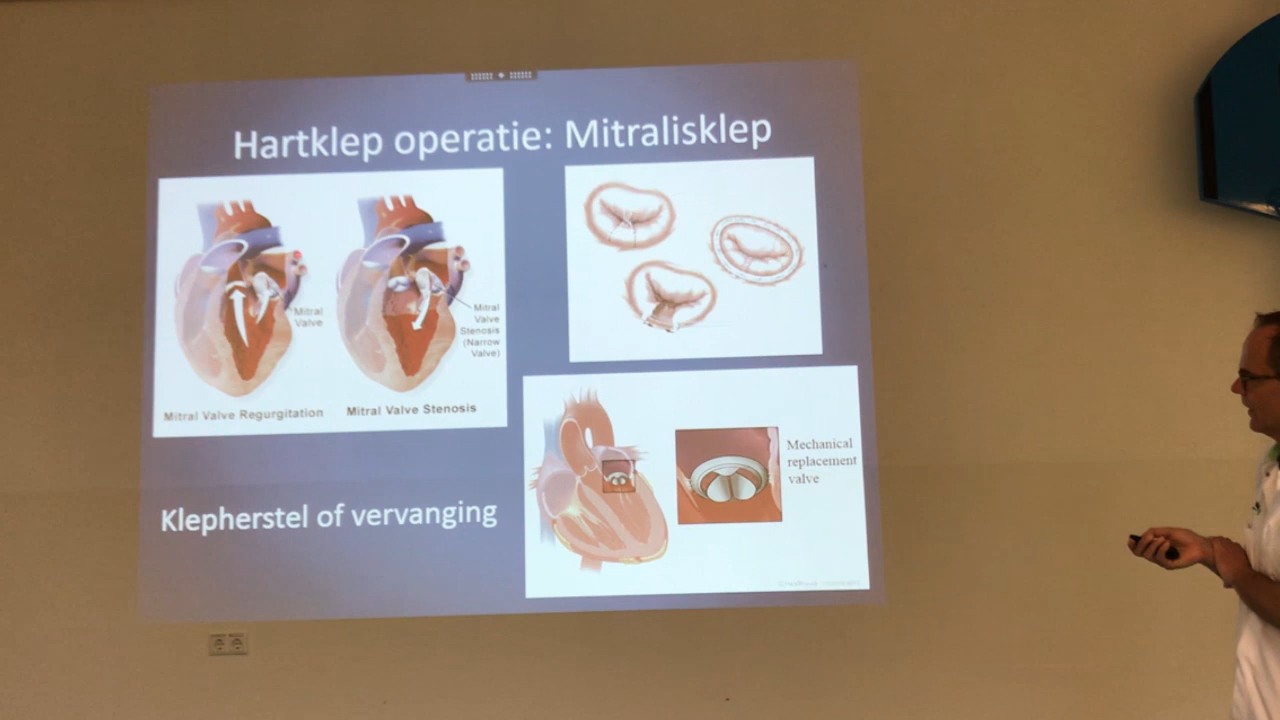 Hartklep operatie: Mitralisklep
Mitral
Valve
Mitral
Valve
Stenosis
(Narrow
Valve)
Mitral Valve Regurgitation
Mitral Valve Stenosis
Mechanical
replacement
valve
Klepherstel of vervanging